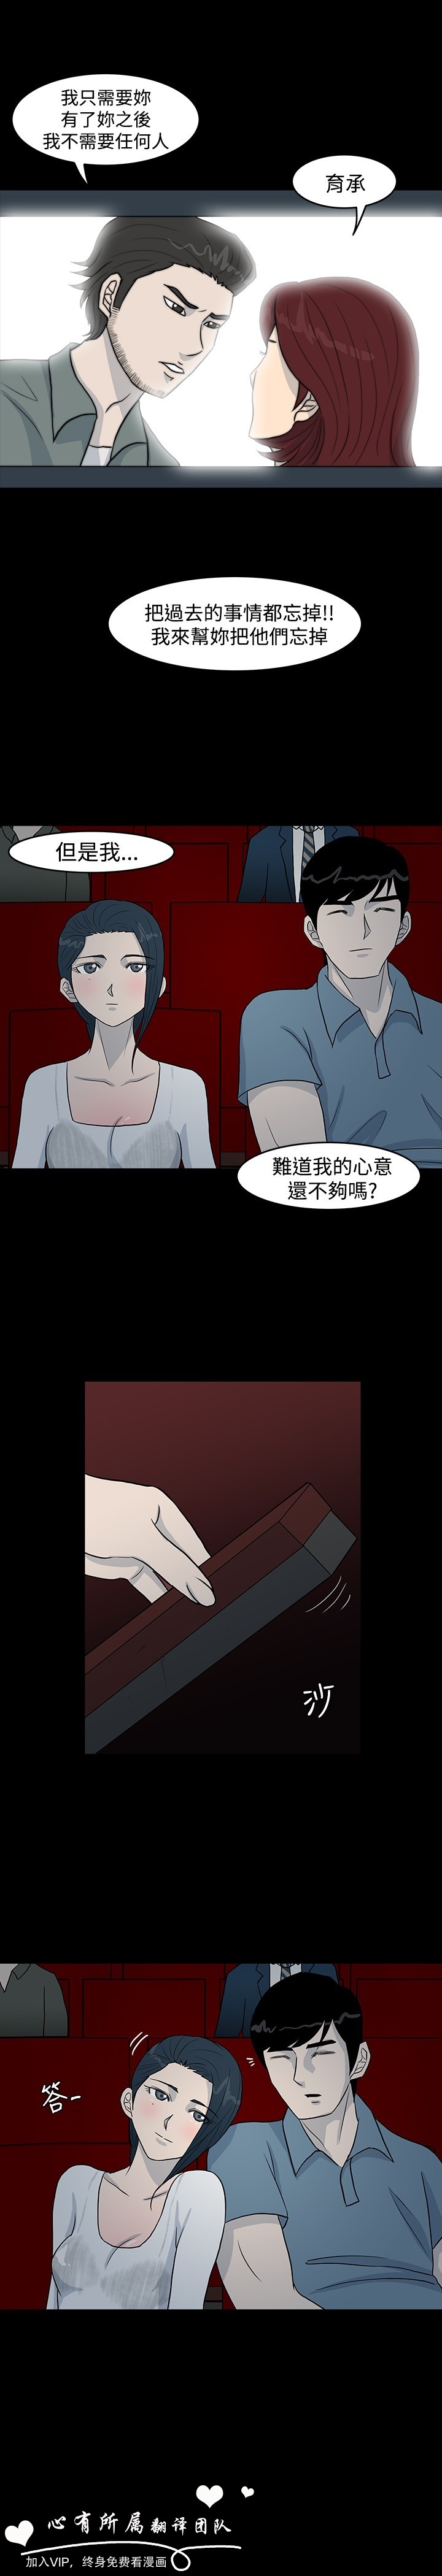 我只需要妳
有了妳之後
我不需要任何人
育承
把過去的事情都忘掉!!
我來幫妳把他們忘掉
但是我...
難道我的心意
還不夠嗎?
沙
答-
心有所属翻译团队
加入VIP，终身免费看漫画